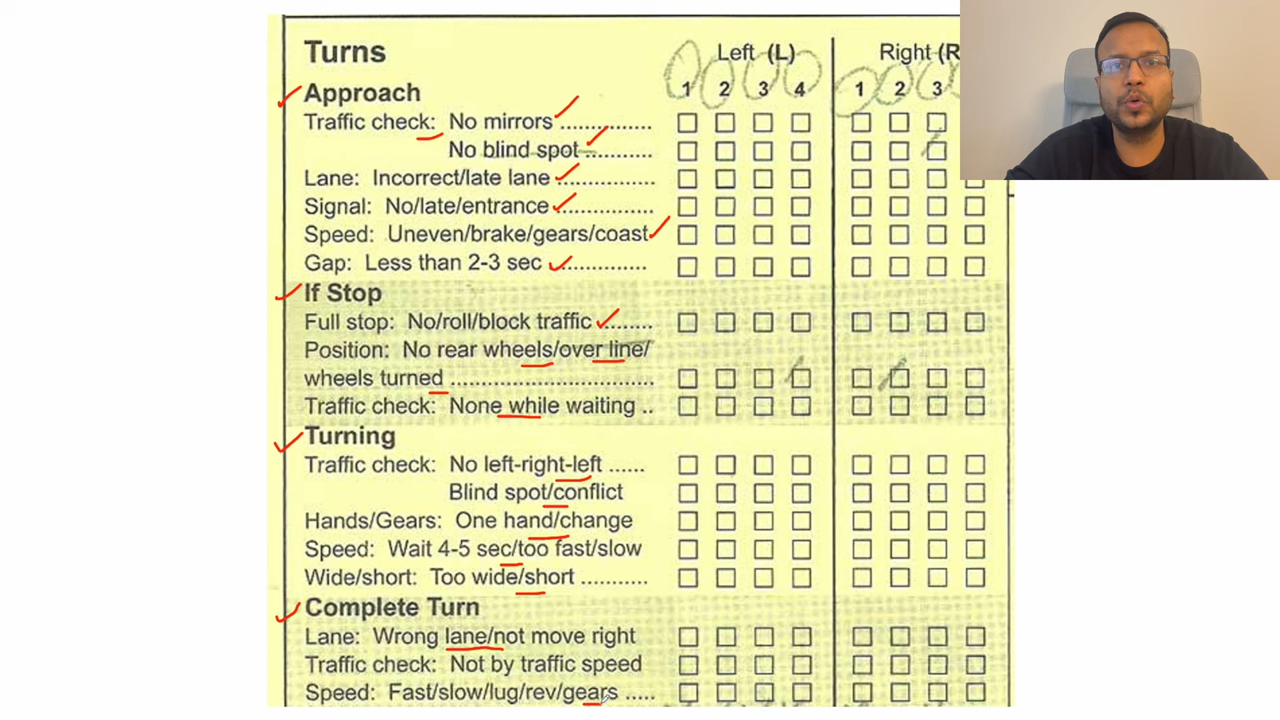 Turns Left (L) Right (R
Approach 1 2 3 4 1 2 3
Traffic check: No mirrors ...............
No blind spot ...........
Lane: Incorrect/late lane ................
Signal: No/late/entrance ................
Speed: Uneven/brake/gears/coast
Gap: Less than 2-3 sec ..............
If Stop
Full stop: No/roll/block traffic ........
Position: No rear wheels/over line/
wheels turned .................................
Traffic check: None while waiting ..
Turning
Traffic check: No left-right-left ......
Blind spot/conflict
Hands/Gears: One hand/change
Speed: Wait 4-5 sec/too fast/slow
Wide/short: Too wide/short ...........
Complete Turn
Lane: Wrong lane/not move right
Traffic check: Not by traffic speed
Speed: Fast/slow/lug/rev/gears .....